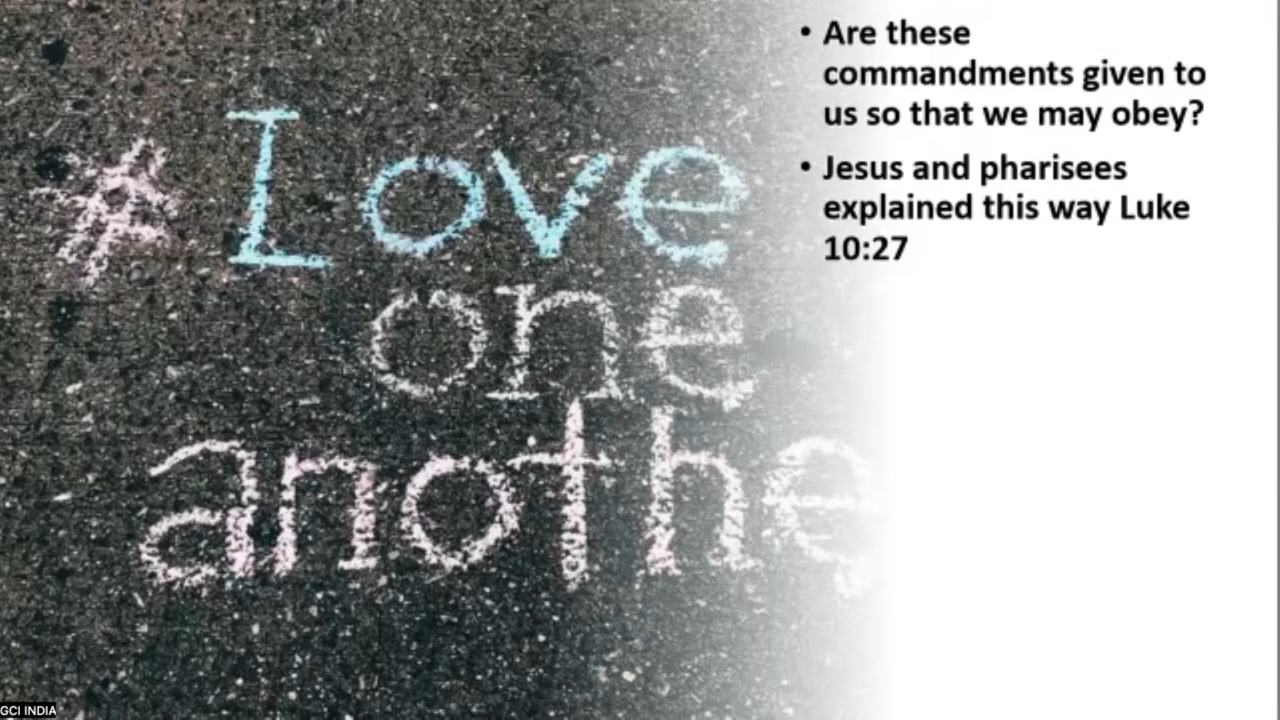 # Love
one
anothe
• Are these
commandments given to
us so that we may obey?
• Jesus and pharisees
explained this way Luke
10:27
GCI INDIA